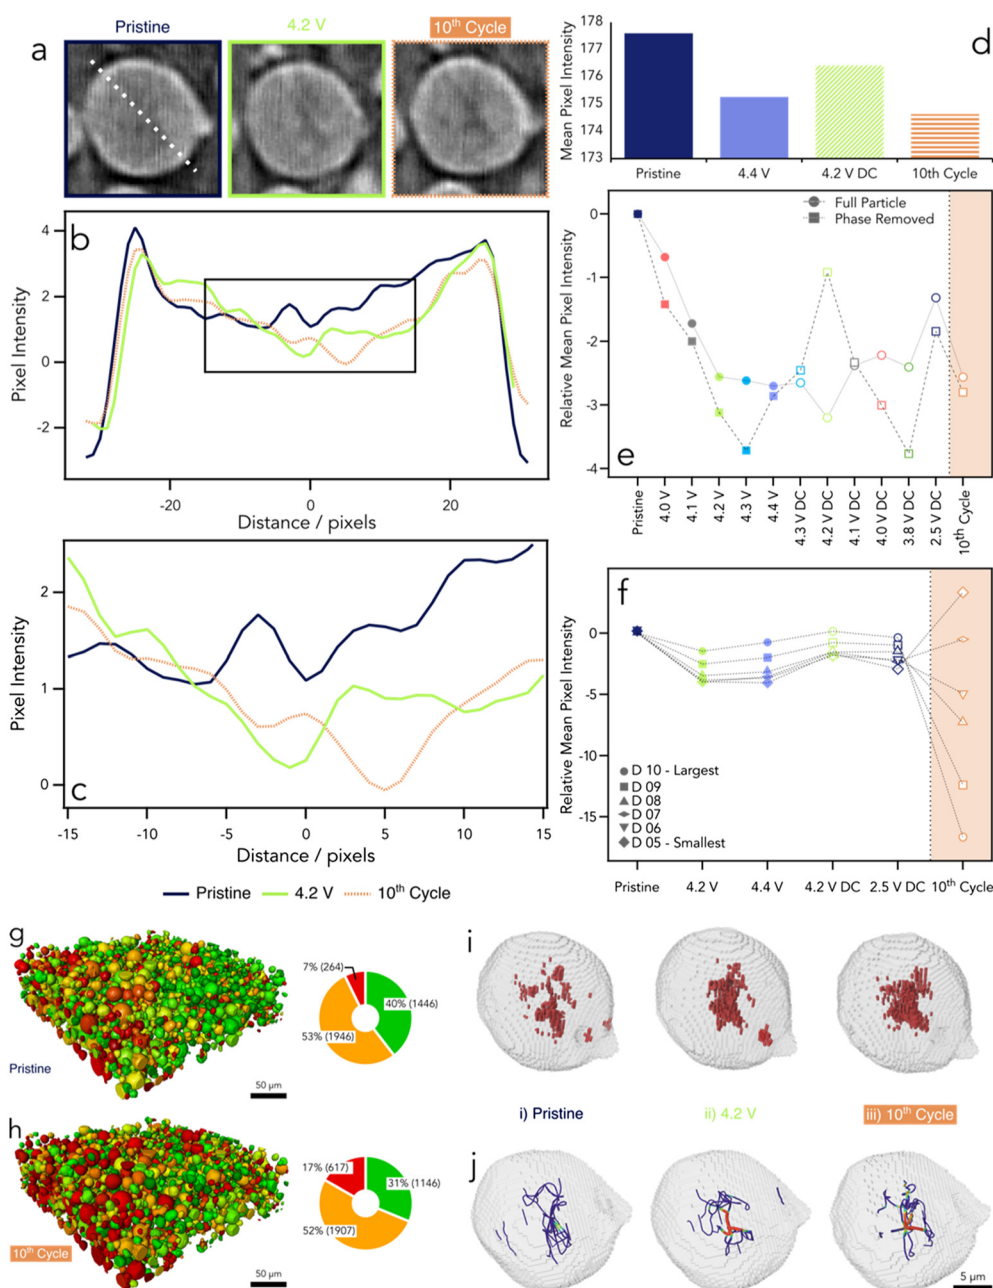 Pristine
4.2 V
10th Cycle
a
b
4
2
0
-2
Pixel Intensity
-20
0
20
Distance / pixels
c
2
1
0
Pixel Intensity
-15
-10
-5
0
5
10
15
Distance / pixels
Pristine
4.2 V
10th Cycle
d
178
177
176
175
174
173
Mean Pixel Intensity
Pristine
4.4 V
4.2 V DC
10th Cycle
e
Full Particle
Phase Removed
0
-1
-2
-3
-4
Relative Mean Pixel Intensity
Pristine
4.0 V
4.1 V
4.2 V
4.3 V
4.4 V
4.3 V DC
4.2 V DC
4.1 V DC
4.0 V DC
3.8 V DC
2.5 V DC
10th Cycle
f
0
-5
-10
-15
Relative Mean Pixel Intensity
D 10 - Largest
D 09
D 08
D 07
D 06
D 05 - Smallest
Pristine
4.2 V
4.4 V
4.2 V DC
2.5 V DC
10th Cycle
g
Pristine
50 µm
7% (264)
40% (1446)
53% (1946)
h
10th Cycle
50 µm
17% (617)
31% (1146)
52% (1907)
i
i) Pristine
ii) 4.2 V
iii) 10th Cycle
j
5 µm